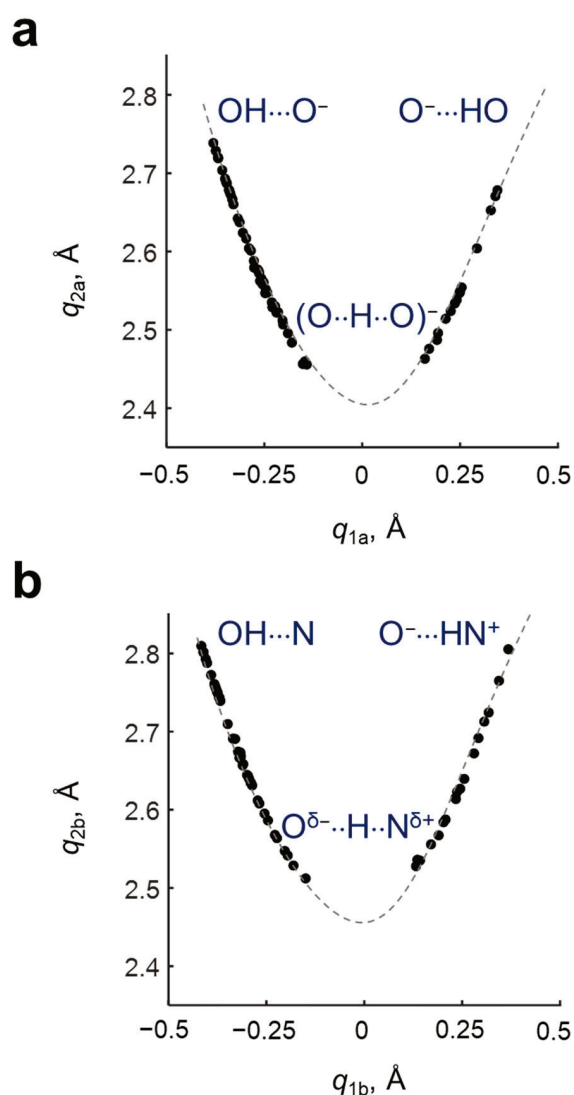 a
2.8
OH···O⁻ O⁻···HO
2.7
q₂ₐ, Å
2.6
(O··H··O)⁻
2.5
2.4
−0.5 −0.25 0 0.25 0.5
q₁ₐ, Å
b
OH···N O⁻···HN⁺
2.8
2.7
q₂b, Å
2.6
Oδ⁻··H··Nδ⁺
2.5
2.4
−0.5 −0.25 0 0.25 0.5
q₁b, Å